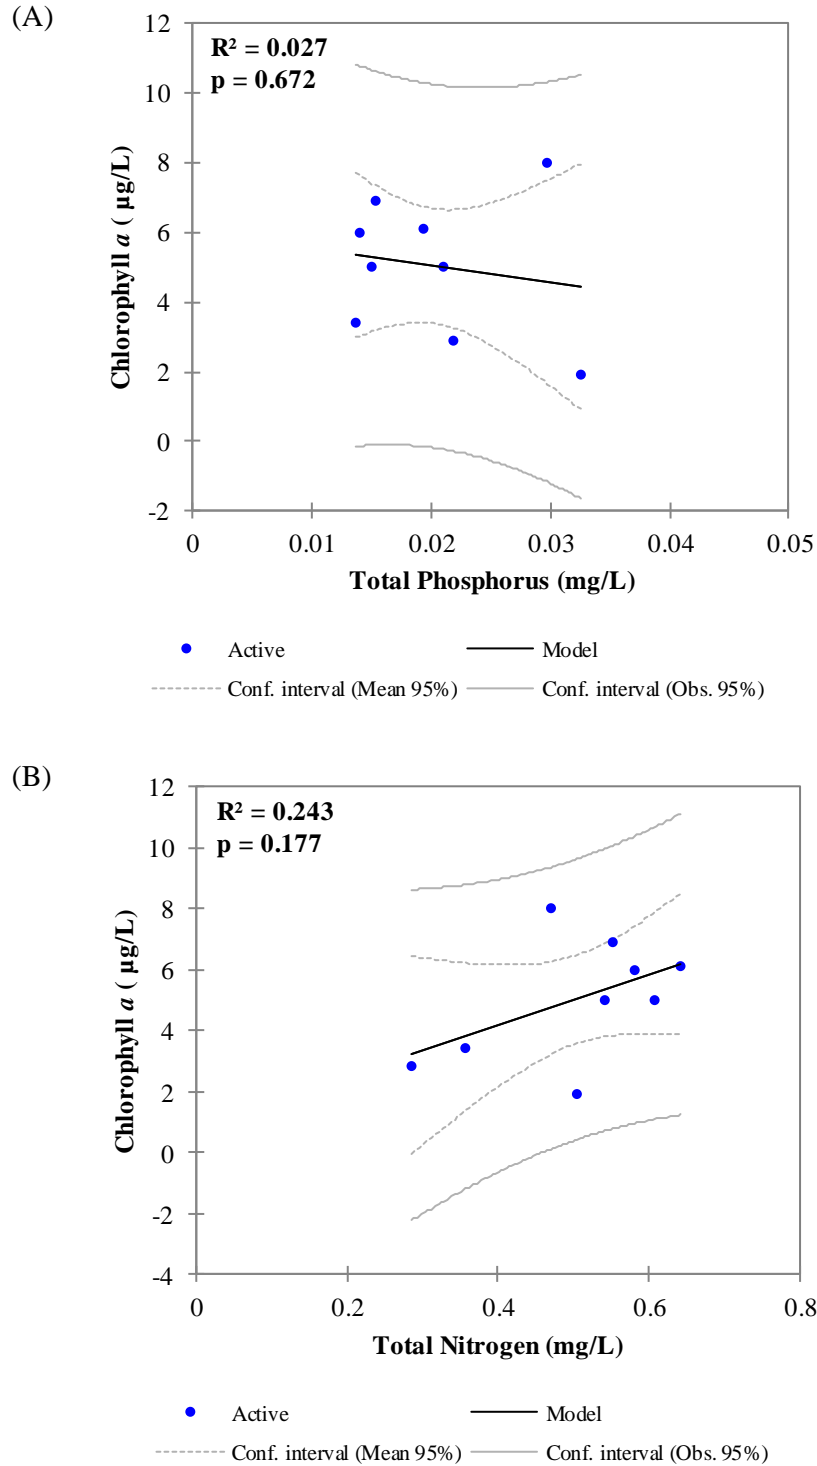 (A)
R² = 0.027
p = 0.672
12
10
8
6
4
2
0
-2
Chlorophyll a ( µg/L)
0 0.01 0.02 0.03 0.04 0.05
Total Phosphorus (mg/L)
Active Model
Conf. interval (Mean 95%) Conf. interval (Obs. 95%)
(B)
R² = 0.243
p = 0.177
12
10
8
6
4
2
0
-2
-4
Chlorophyll a ( µg/L)
0 0.2 0.4 0.6 0.8
Total Nitrogen (mg/L)
Active Model
Conf. interval (Mean 95%) Conf. interval (Obs. 95%)